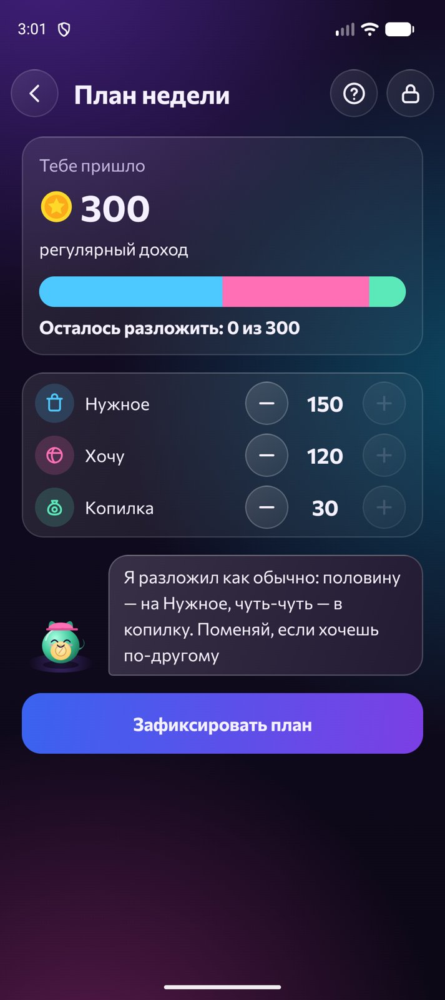 3:01
План недели
Тебе пришло
300
регулярный доход
Осталось разложить: 0 из 300
Нужное 150
Хочу 120
Копилка 30
Я разложил как обычно: половину
— на Нужное, чуть-чуть — в
копилку. Поменяй, если хочешь
по-другому
Зафиксировать план